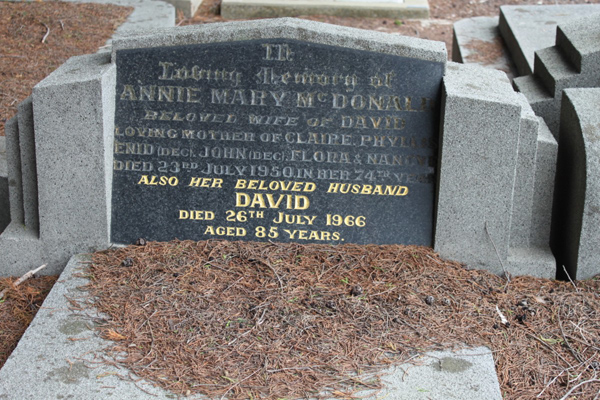 In
Loving Memory of
ANNIE MARY McDONALD
BELOVED WIFE OF DAVID
LOVING MOTHER OF CLAIRE, PHYLLIS
ENID (DEC), JOHN (DEC), FLORA & NANCY
DIED 23RD JULY 1950, IN HER 74TH YEAR
ALSO HER BELOVED HUSBAND
DAVID
DIED 26TH JULY 1966
AGED 85 YEARS.